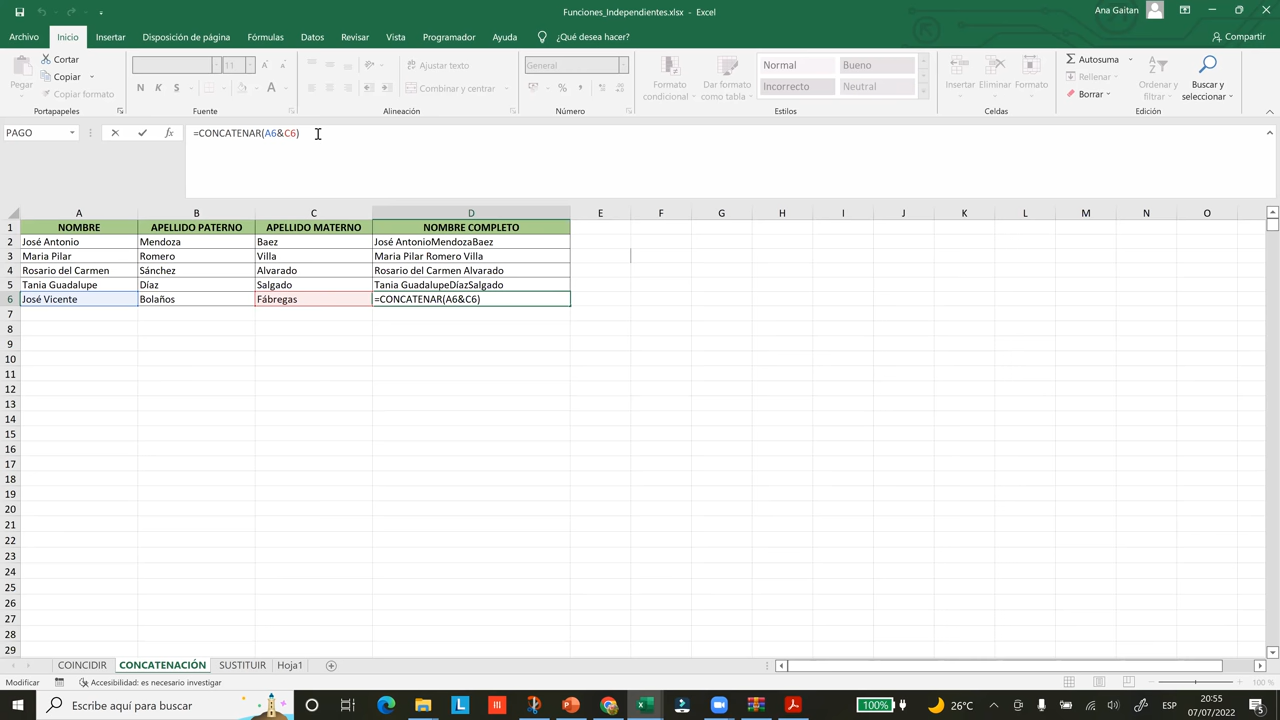 Funciones_Independientes.xlsx - Excel
Ana Gaitan
Archivo Inicio Insertar Disposición de página Fórmulas Datos Revisar Vista Programador Ayuda ¿Qué desea hacer? Compartir
Pegar
Cortar
Copiar
Copiar formato
Portapapeles
11
N K S
Fuente
Ajustar texto
Combinar y centrar
Alineación
General
Número
Formato condicional
Dar formato como tabla
Normal Bueno
Incorrecto Neutral
Estilos
Insertar Eliminar Formato
Celdas
Autosuma
Rellenar
Borrar
Ordenar y filtrar
Buscar y seleccionar
Edición
PAGO fx =CONCATENAR(A6&C6)
A B C D E F G H I J K L M N O
1 NOMBRE APELLIDO PATERNO APELLIDO MATERNO NOMBRE COMPLETO
2 José Antonio Mendoza Baez José AntonioMendozaBaez
3 Maria Pilar Romero Villa Maria Pilar Romero Villa
4 Rosario del Carmen Sánchez Alvarado Rosario del Carmen Alvarado
5 Tania Guadalupe Díaz Salgado Tania GuadalupeDíazSalgado
6 José Vicente Bolaños Fábregas =CONCATENAR(A6&C6)
7
8
9
10
11
12
13
14
15
16
17
18
19
20
21
22
23
24
25
26
27
28
29
COINCIDIR CONCATENACIÓN SUSTITUIR Hoja1
Modificar Accesibilidad: es necesario investigar 100 %
Escribe aquí para buscar
100%
26°C
ESP
20:55
07/07/2022